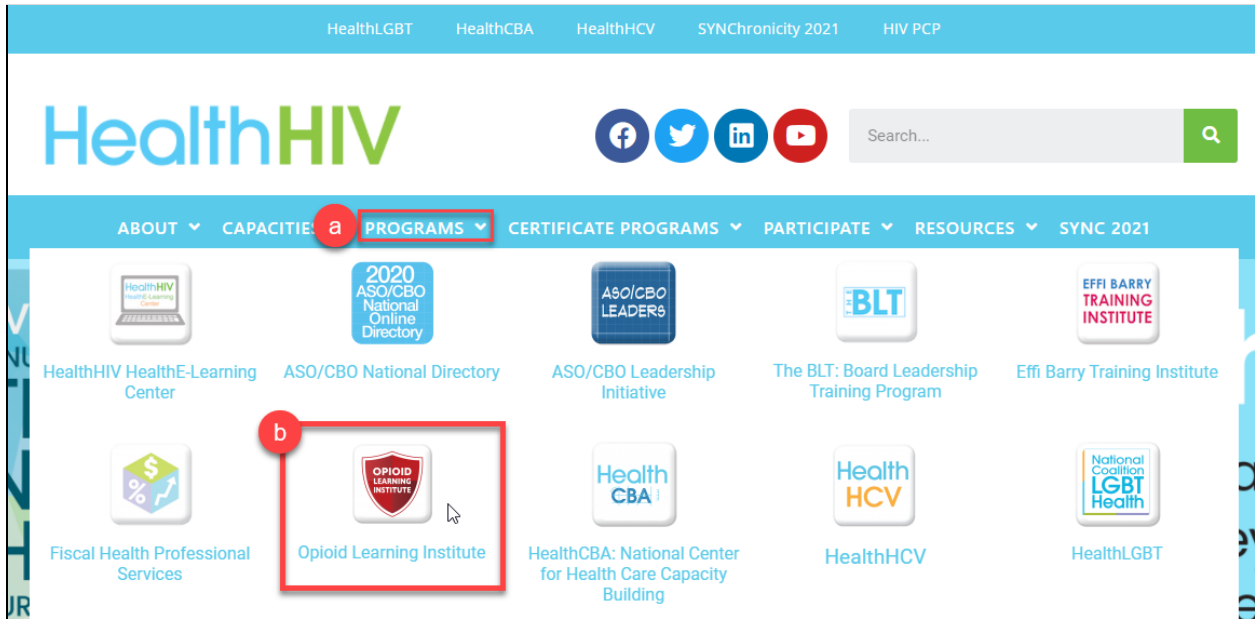 HealthLGBT HealthCBA HealthHCV SYNChronicity 2021 HIV PCP
HealthHIV
Search...
ABOUT CAPACITIE a PROGRAMS CERTIFICATE PROGRAMS PARTICIPATE RESOURCES SYNC 2021
HealthHIV
HealthE-Learning
Center
HealthHIV HealthE-Learning
Center
2020
ASO/CBO
National
Online
Directory
ASO/CBO National Directory
ASO/CBO
LEADERS
ASO/CBO Leadership
Initiative
THE BLT
The BLT: Board Leadership
Training Program
EFFI BARRY
TRAINING
INSTITUTE
Effi Barry Training Institute
$
%
Fiscal Health Professional
Services
b
OPIOID
LEARNING
INSTITUTE
Opioid Learning Institute
Health
CBA
HealthCBA: National Center
for Health Care Capacity
Building
Health
HCV
HealthHCV
National
Coalition
LGBT
Health
HealthLGBT